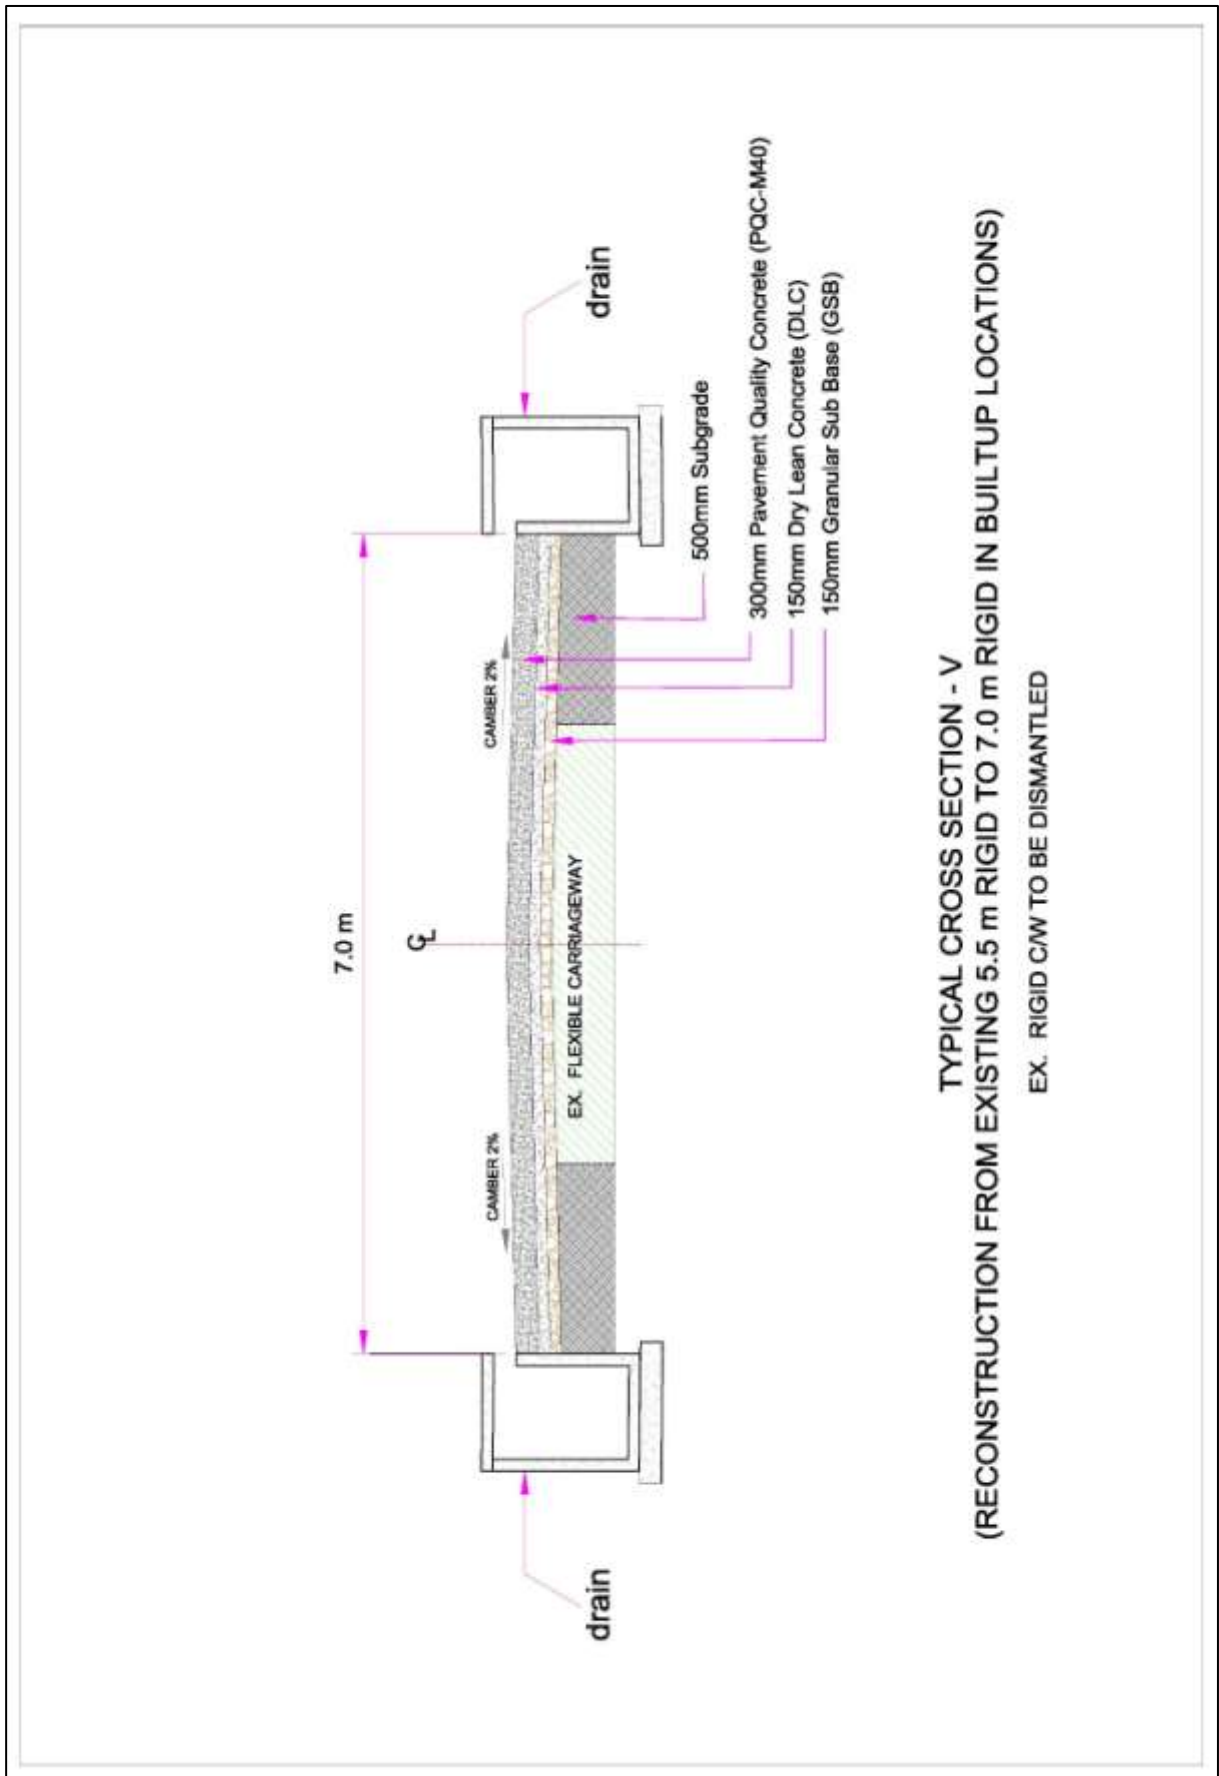 7.0 m
CL
CAMBER 2%
CAMBER 2%
EX. FLEXIBLE CARRIAGEWAY
drain
drain
500mm Subgrade
300mm Pavement Quality Concrete (PQC-M40)
150mm Dry Lean Concrete (DLC)
150mm Granular Sub Base (GSB)
TYPICAL CROSS SECTION - V
(RECONSTRUCTION FROM EXISTING 5.5 m RIGID TO 7.0 m RIGID IN BUILTUP LOCATIONS)
EX. RIGID C/W TO BE DISMANTLED